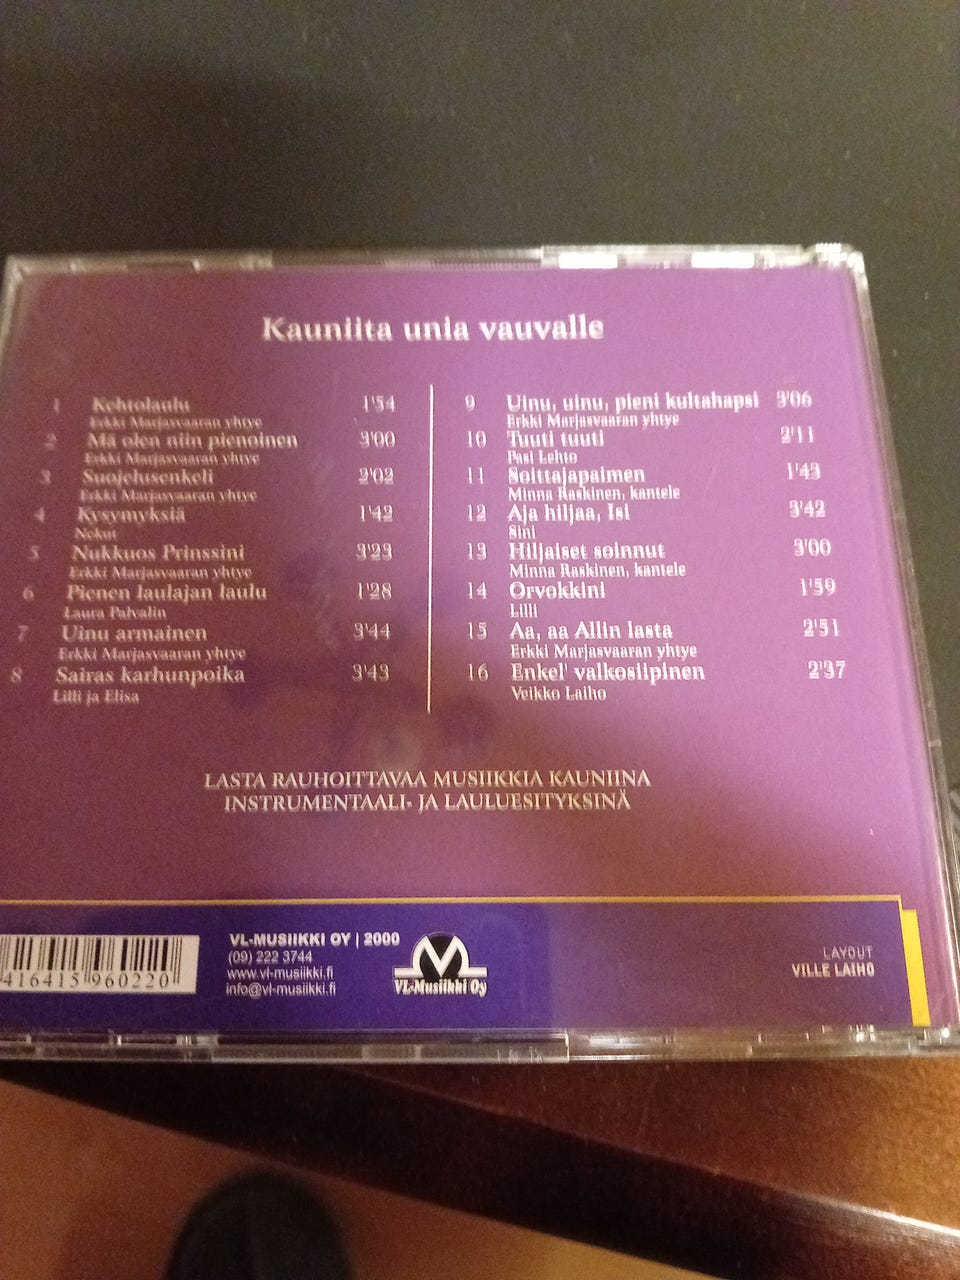 Kauniita unia vauvalle
1 Kehtolaulu 1'54
Erkki Marjasvaaran yhtye
2 Mä olen niin pienoinen 3'00
Erkki Marjasvaaran yhtye
3 Suojelusenkeli 2'02
Erkki Marjasvaaran yhtye
4 Kysymyksiä 1'42
Nekut
5 Nukkuos Prinssini 3'23
Erkki Marjasvaaran yhtye
6 Pienen laulajan laulu 1'28
Laura Palvalin
7 Uinu armainen 3'44
Erkki Marjasvaaran yhtye
8 Sairas karhunpoika 3'43
Lilli ja Elisa
9 Uinu, uinu, pieni kultahapsi 3'06
Erkki Marjasvaaran yhtye
10 Tuuti tuuti 2'11
Pasi Lehto
11 Soittajapaimen 1'43
Minna Raskinen, kantele
12 Aja hiljaa, Isi 3'42
Sini
13 Hiljaiset soinnut 3'00
Minna Raskinen, kantele
14 Orvokkini 1'59
Lilli
15 Aa, aa Allin lasta 2'51
Erkki Marjasvaaran yhtye
16 Enkel' valkosiipinen 2'37
Veikko Laiho
LASTA RAUHOITTAVAA MUSIIKKIA KAUNIINA
INSTRUMENTAALI- JA LAULUESITYKSINÄ
416415 960220
VL-MUSIIKKI OY | 2000
(09) 222 3744
www.vl-musiikki.fi
info@vl-musiikki.fi
VL-Musiikki Oy
LAYOUT
VILLE LAIHO